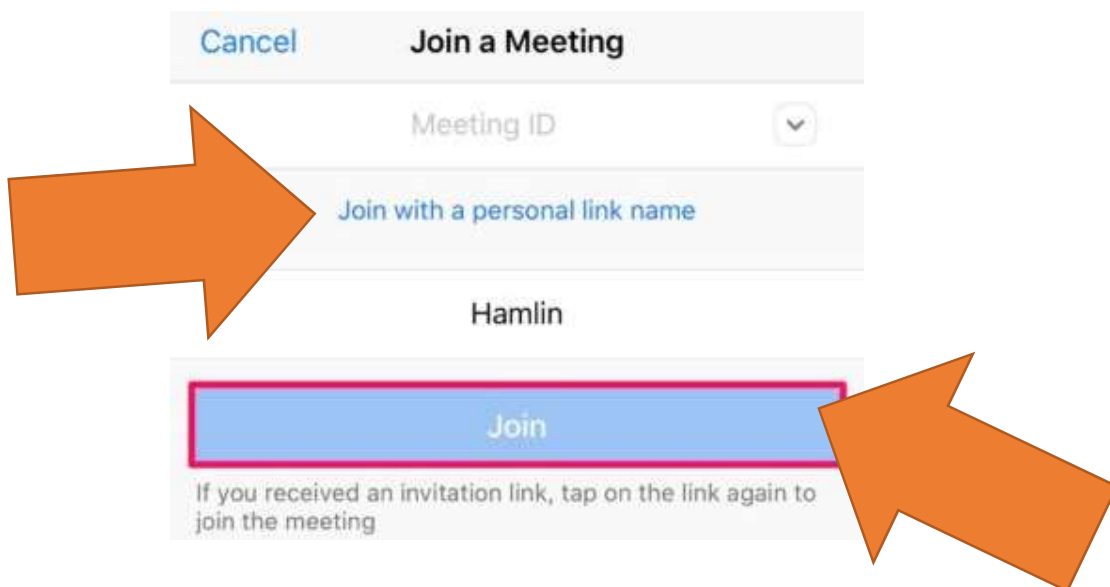 Cancel Join a Meeting
Meeting ID
Join with a personal link name
Hamlin
Join
If you received an invitation link, tap on the link again to
join the meeting